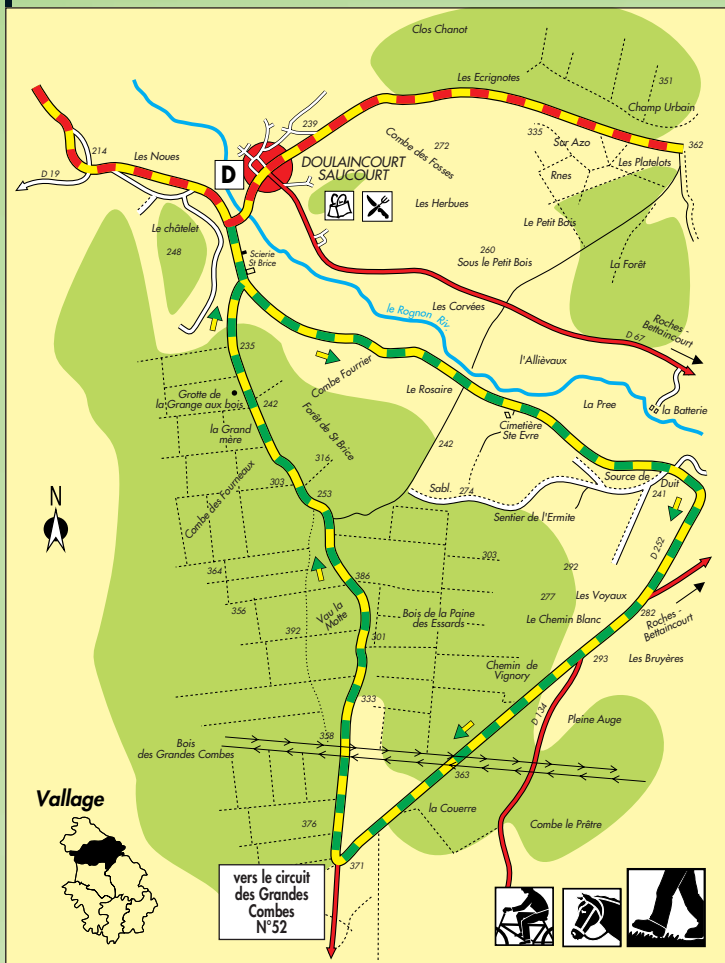 Clos Chanot
Les Ecrignotes
351
Champ Urbain
239
214
D 19
Les Noues
D
DOULAINCOURT
SAUCOURT
Combe des Fosses
272
335
Sur Azo
362
Les Platelots
Rnes
Les Herbues
Le Petit Bois
Le châtelet
248
Scierie
St Brice
260
Sous le Petit Bois
La Forêt
le Rognon Riv
Les Corvées
Roches -
Bettaincourt
D 67
235
Combe Fourrier
l'Allièvaux
Grotte de
la Grange aux bois
242
Le Rosaire
La Pree
la Batterie
la Grand
mère
Forêt de St Brice
Cimetière
Ste Evre
242
316
303
Combe des Fourneaux
253
Sabl.
274
Source de
Duit
241
N
Sentier de l'Ermite
D 252
303
292
364
386
277
Les Voyaux
356
Vau la
Motte
Bois de la Paine
des Essards
Le Chemin Blanc
282
Roches -
Bettaincourt
392
301
293
Les Bruyères
Chemin de
Vignory
333
D 134
Pleine Auge
358
Bois
des Grandes Combes
363
Vallage
la Couerre
376
Combe le Prêtre
371
vers le circuit
des Grandes
Combes
N°52